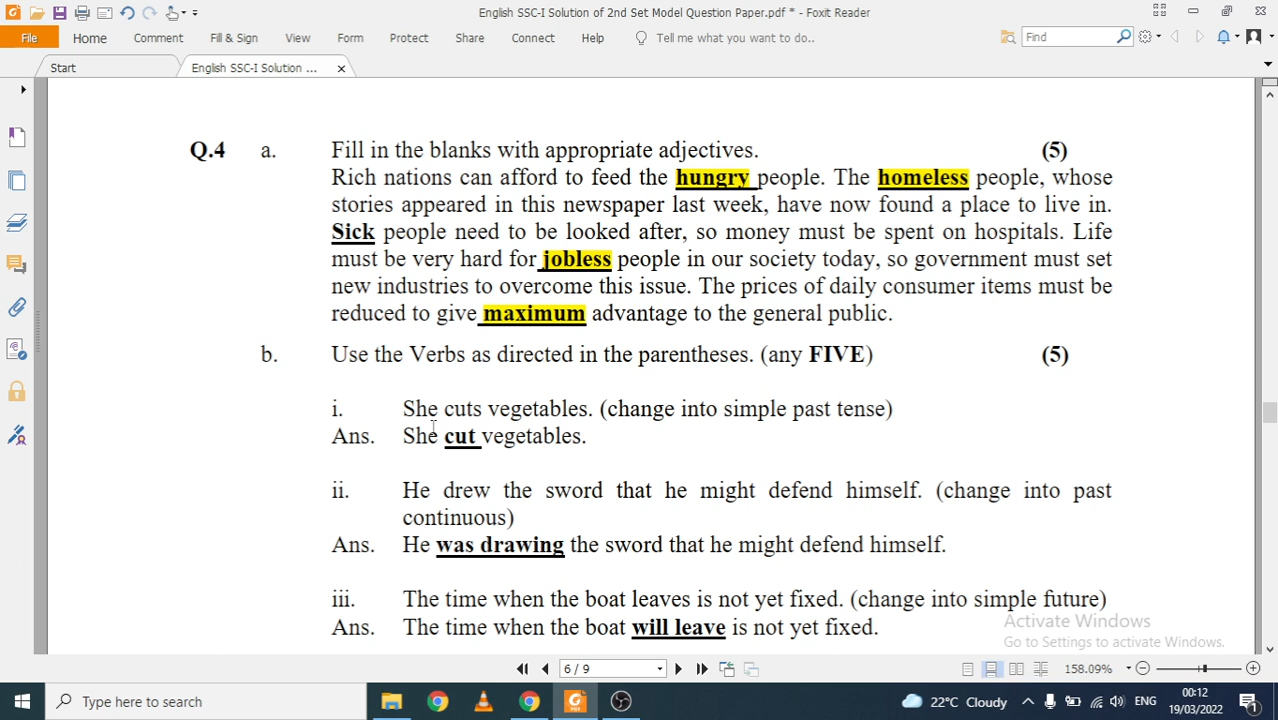 English SSC-I Solution of 2nd Set Model Question Paper.pdf * - Foxit Reader
File Home Comment Fill & Sign View Form Protect Share Connect Help Tell me what you want to do.. Find
Start English SSC-I Solution ...
Q.4 a. Fill in the blanks with appropriate adjectives. (5)
Rich nations can afford to feed the hungry people. The homeless people, whose
stories appeared in this newspaper last week, have now found a place to live in.
Sick people need to be looked after, so money must be spent on hospitals. Life
must be very hard for jobless people in our society today, so government must set
new industries to overcome this issue. The prices of daily consumer items must be
reduced to give maximum advantage to the general public.
b. Use the Verbs as directed in the parentheses. (any FIVE) (5)
i. She cuts vegetables. (change into simple past tense)
Ans. She cut vegetables.
ii. He drew the sword that he might defend himself. (change into past
continuous)
Ans. He was drawing the sword that he might defend himself.
iii. The time when the boat leaves is not yet fixed. (change into simple future)
Ans. The time when the boat will leave is not yet fixed.
Activate Windows
Go to Settings to activate Windows.
6 / 9 158.09%
Type here to search 22°C Cloudy ENG 00:12
19/03/2022 1